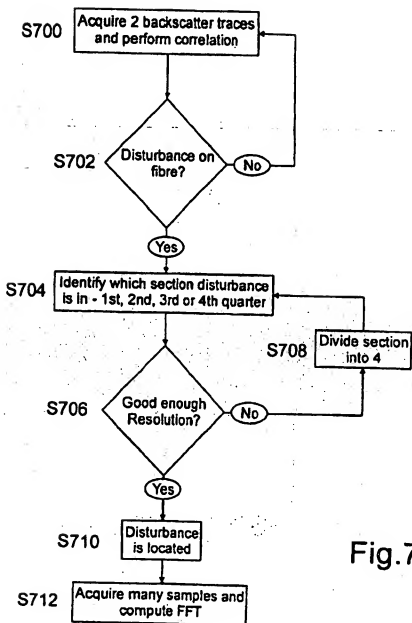 S700
Acquire 2 backscatter traces
and perform correlation
S702
Disturbance on
fibre?
No
Yes
S704
Identify which section disturbance
is in - 1st, 2nd, 3rd or 4th quarter
S708
Divide section
into 4
S706
Good enough
Resolution?
No
Yes
S710
Disturbance
is located
Fig.7
S712
Acquire many samples and
compute FFT